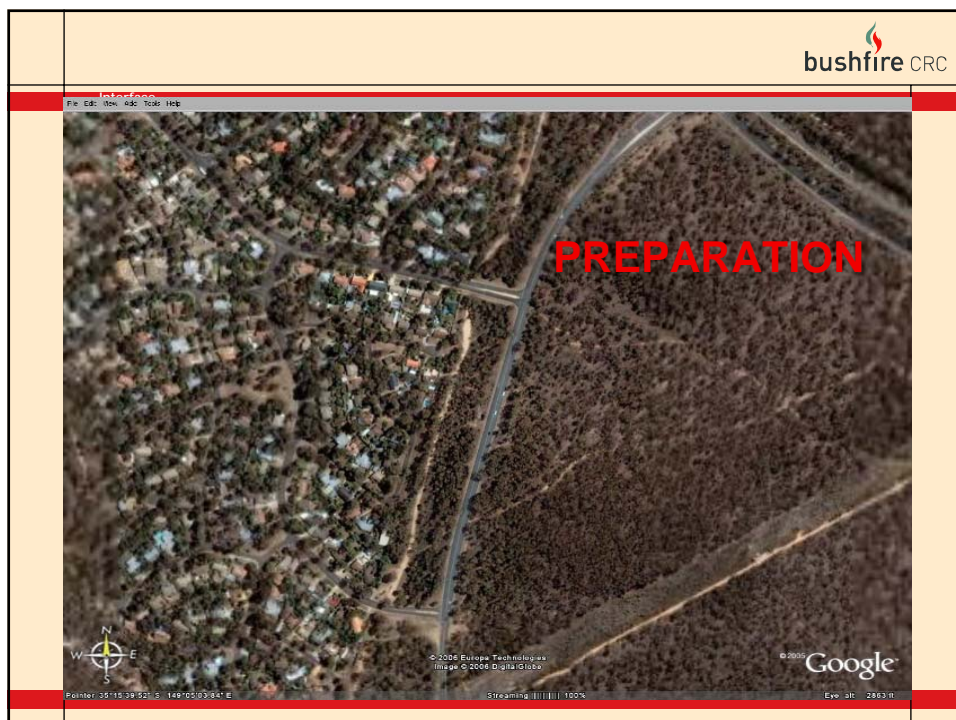 bushfire CRC
Interface
File Edit View Add Tools Help
PREPARATION
N
W E
S
© 2006 Europa Technologies
Image © 2006 DigitalGlobe
© 2005 Google
Pointer 35°15'39.52" S 149°05'03.84" E Streaming |||||||| 100% Eye alt 2863 ft